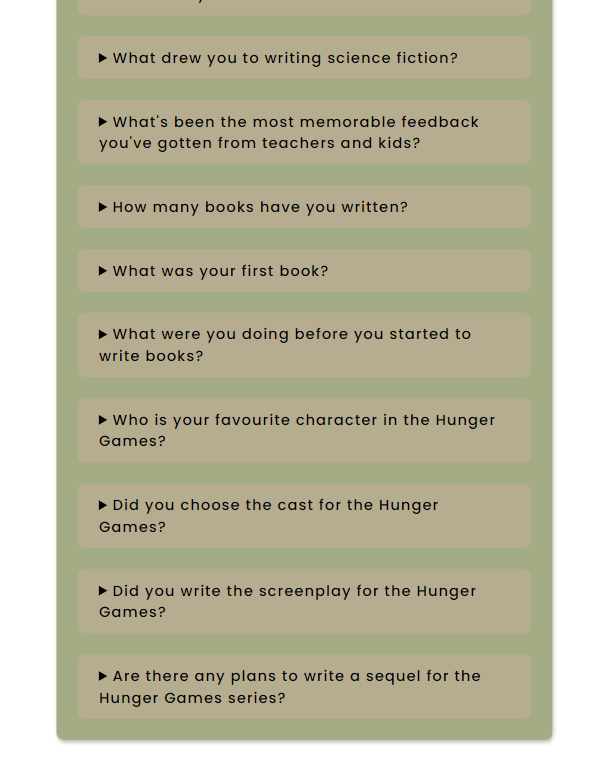 What drew you to writing science fiction?
What's been the most memorable feedback
you've gotten from teachers and kids?
How many books have you written?
What was your first book?
What were you doing before you started to
write books?
Who is your favourite character in the Hunger
Games?
Did you choose the cast for the Hunger
Games?
Did you write the screenplay for the Hunger
Games?
Are there any plans to write a sequel for the
Hunger Games series?